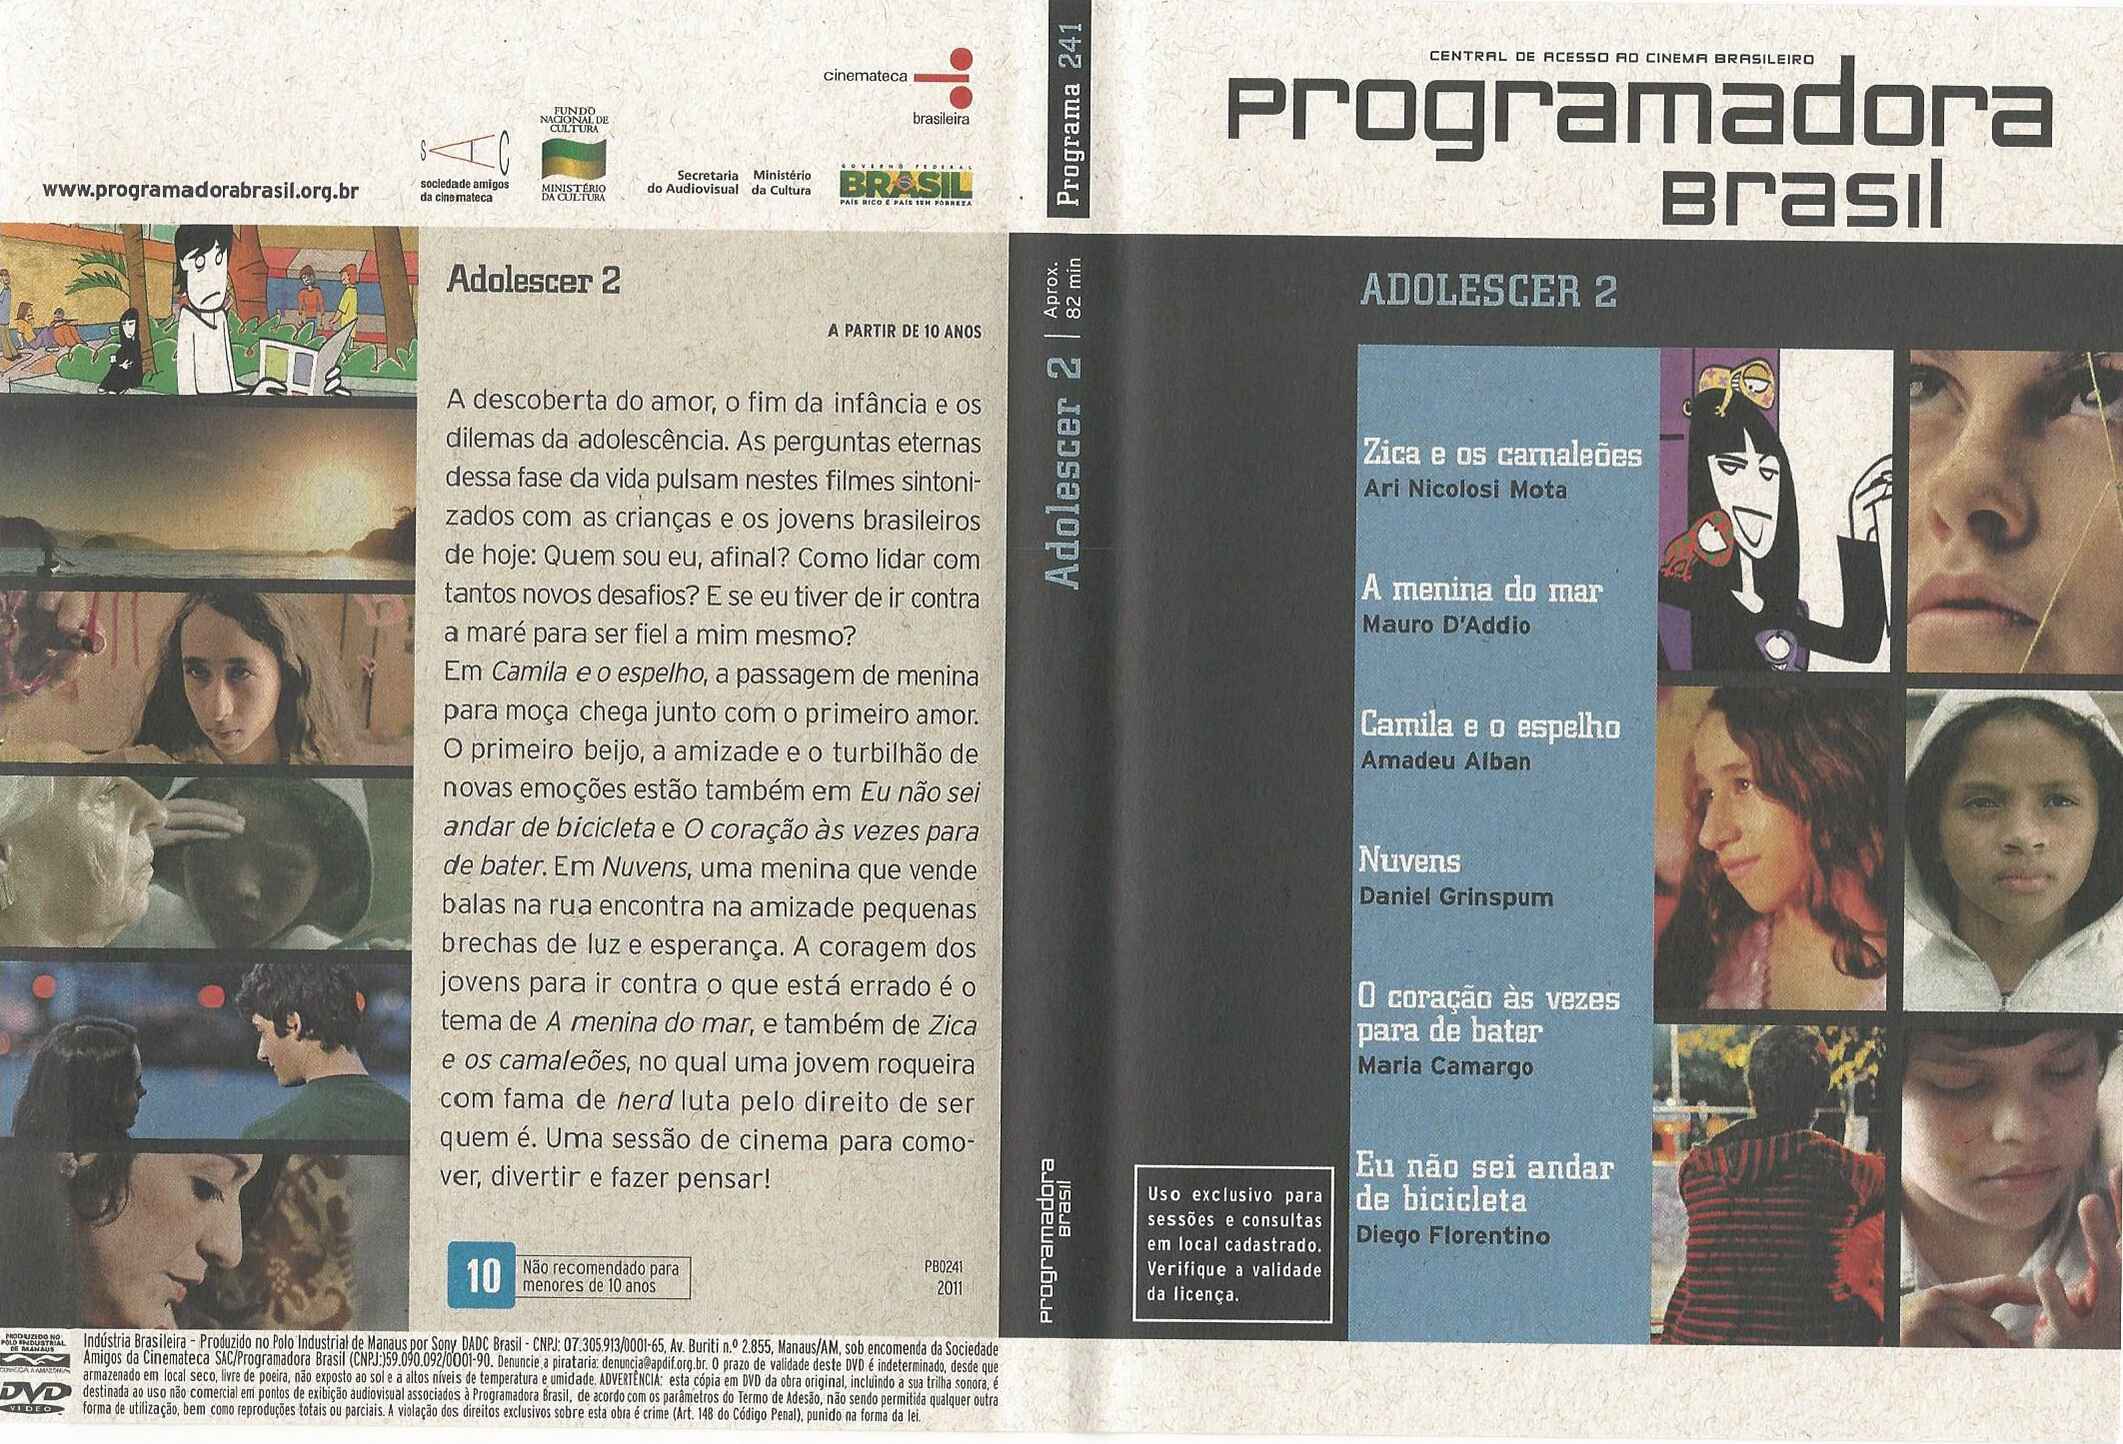 www.programadorabrasil.org.br
SAC
sociedade amigos
da cinemateca
FUNDO
NACIONAL DE
CULTURA
MINISTÉRIO
DA CULTURA
Secretaria
do Audiovisual
Ministério
da Cultura
cinemateca
brasileira
GOVERNO FEDERAL
BRASIL
PAÍS RICO É PAÍS SEM POBREZA
Adolescer 2
A PARTIR DE 10 ANOS
A descoberta do amor, o fim da infância e os
dilemas da adolescência. As perguntas eternas
dessa fase da vida pulsam nestes filmes sintoni-
zados com as crianças e os jovens brasileiros
de hoje: Quem sou eu, afinal? Como lidar com
tantos novos desafios? E se eu tiver de ir contra
a maré para ser fiel a mim mesmo?
Em Camila e o espelho, a passagem de menina
para moça chega junto com o primeiro amor.
O primeiro beijo, a amizade e o turbilhão de
novas emoções estão também em Eu não sei
andar de bicicleta e O coração às vezes para
de bater. Em Nuvens, uma menina que vende
balas na rua encontra na amizade pequenas
brechas de luz e esperança. A coragem dos
jovens para ir contra o que está errado é o
tema de A menina do mar, e também de Zica
e os camaleões, no qual uma jovem roqueira
com fama de nerd luta pelo direito de ser
quem é. Uma sessão de cinema para como-
ver, divertir e fazer pensar!
10
Não recomendado para
menores de 10 anos
PB0241
2011
PRODUZIDO NO
PÓLO INDUSTRIAL
DE MANAUS
CONHEÇA A AMAZÔNIA
DVD
VIDEO
Indústria Brasileira - Produzido no Polo Industrial de Manaus por Sony DADC Brasil - CNPJ: 07.305.913/0001-65, Av. Buriti n.º 2.855, Manaus/AM, sob encomenda da Sociedade
Amigos da Cinemateca SAC/Programadora Brasil (CNPJ:)59.090.092/0001-90. Denuncie a pirataria: denuncia@apdif.org.br. O prazo de validade deste DVD é indeterminado, desde que
armazenado em local seco, livre de poeira, não exposto ao sol e a altos níveis de temperatura e umidade. ADVERTÊNCIA: esta cópia em DVD da obra original, incluindo a sua trilha sonora, é
destinada ao uso não comercial em pontos de exibição audiovisual associados à Programadora Brasil, de acordo com os parâmetros do Termo de Adesão, não sendo permitida qualquer outra
forma de utilização, bem como reproduções totais ou parciais. A violação dos direitos exclusivos sobre esta obra é crime (Art. 148 do Código Penal), punido na forma da lei.
Programa 241
Adolescer 2
Aprox.
82 min
Programadora
Brasil
CENTRAL DE ACESSO AO CINEMA BRASILEIRO
Programadora
Brasil
ADOLESCER 2
Zica e os camaleões
Ari Nicolosi Mota
A menina do mar
Mauro D'Addio
Camila e o espelho
Amadeu Alban
Nuvens
Daniel Grinspum
O coração às vezes
para de bater
Maria Camargo
Eu não sei andar
de bicicleta
Diego Florentino
Uso exclusivo para
sessões e consultas
em local cadastrado.
Verifique a validade
da licença.